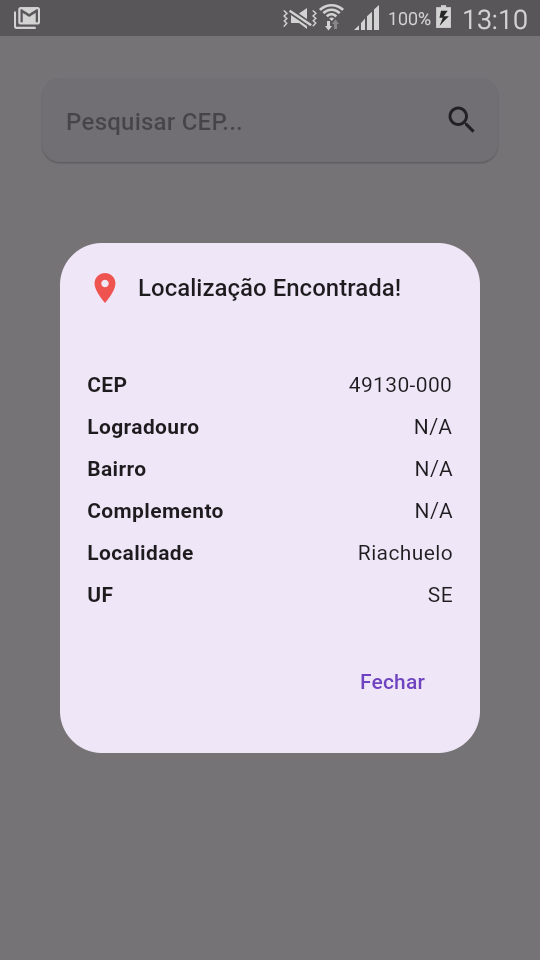 100% 13:10
Pesquisar CEP...
Localização Encontrada!
CEP 49130-000
Logradouro N/A
Bairro N/A
Complemento N/A
Localidade Riachuelo
UF SE
Fechar